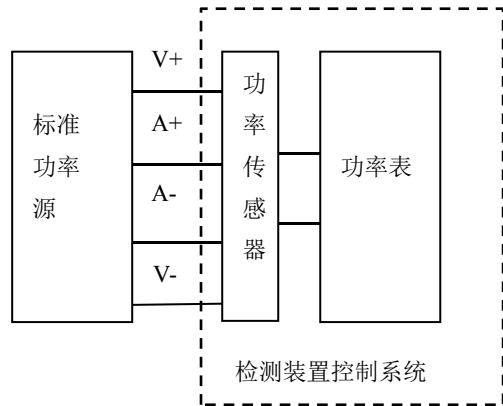 V+
A+
A-
V-
标准
功率
源
功
率
传
感
器
功率表
检测装置控制系统